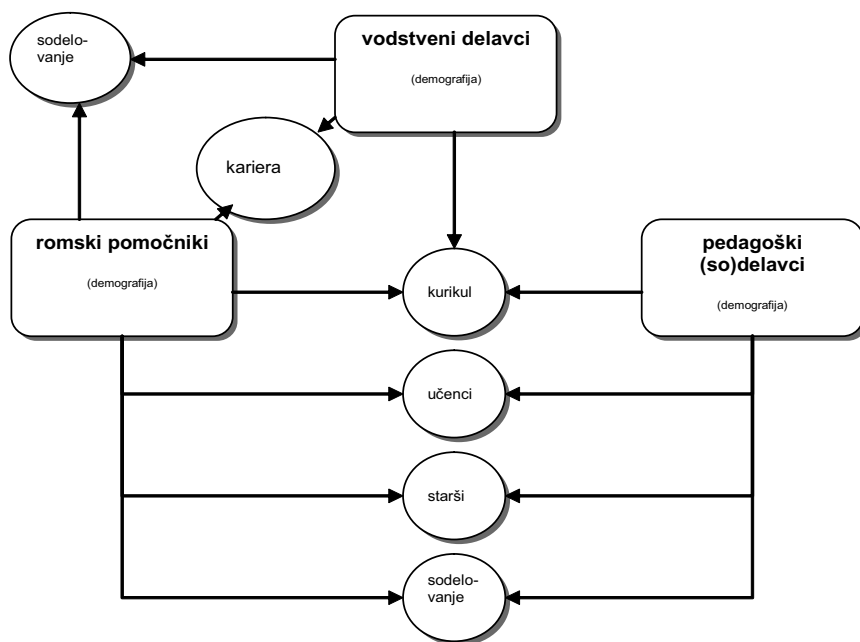 sodelo-
vanje
vodstveni delavci
(demografija)
kariera
romski pomočniki
(demografija)
pedagoški
(so)delavci
(demografija)
kurikul
učenci
starši
sodelo-
vanje